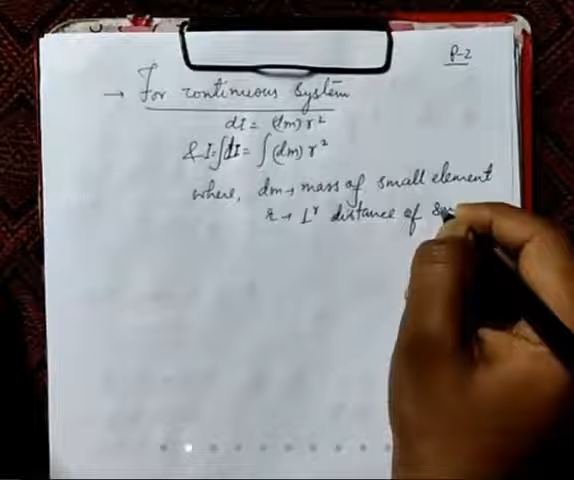 P-2
→ For continuous system
dI = (dm) r²
& I = ∫dI = ∫(dm) r²
where, dm → mass of small element
r → ⊥ʳ distance of